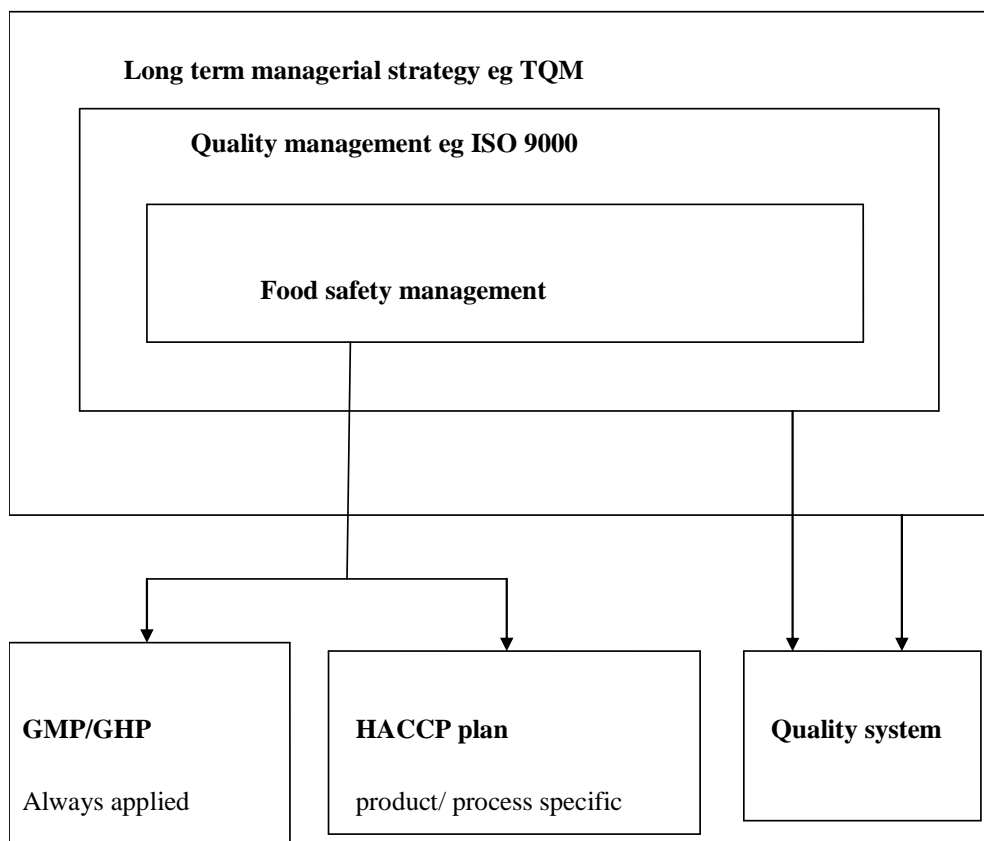 Long term managerial strategy eg TQM
Quality management eg ISO 9000
Food safety management
GMP/GHP
Always applied
HACCP plan
product/ process specific
Quality system